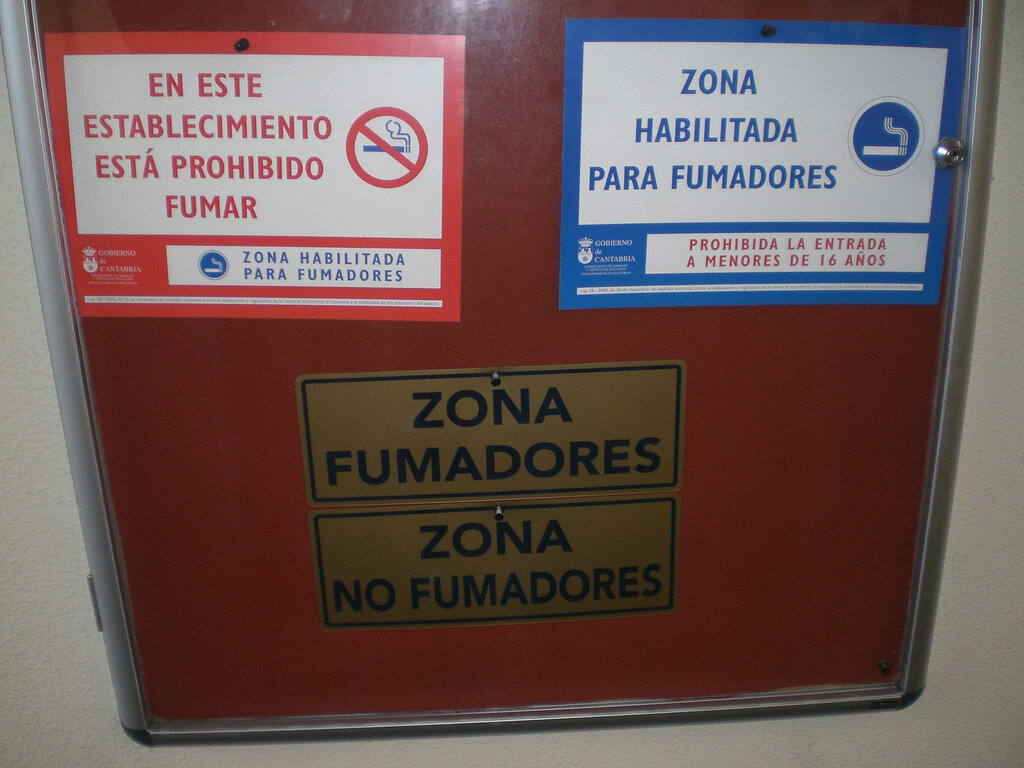 EN ESTE
ESTABLECIMIENTO
ESTÁ PROHIBIDO
FUMAR
GOBIERNO
de
CANTABRIA
ZONA HABILITADA
PARA FUMADORES
ZONA
HABILITADA
PARA FUMADORES
GOBIERNO
de
CANTABRIA
PROHIBIDA LA ENTRADA
A MENORES DE 16 AÑOS
ZONA
FUMADORES
ZONA
NO FUMADORES